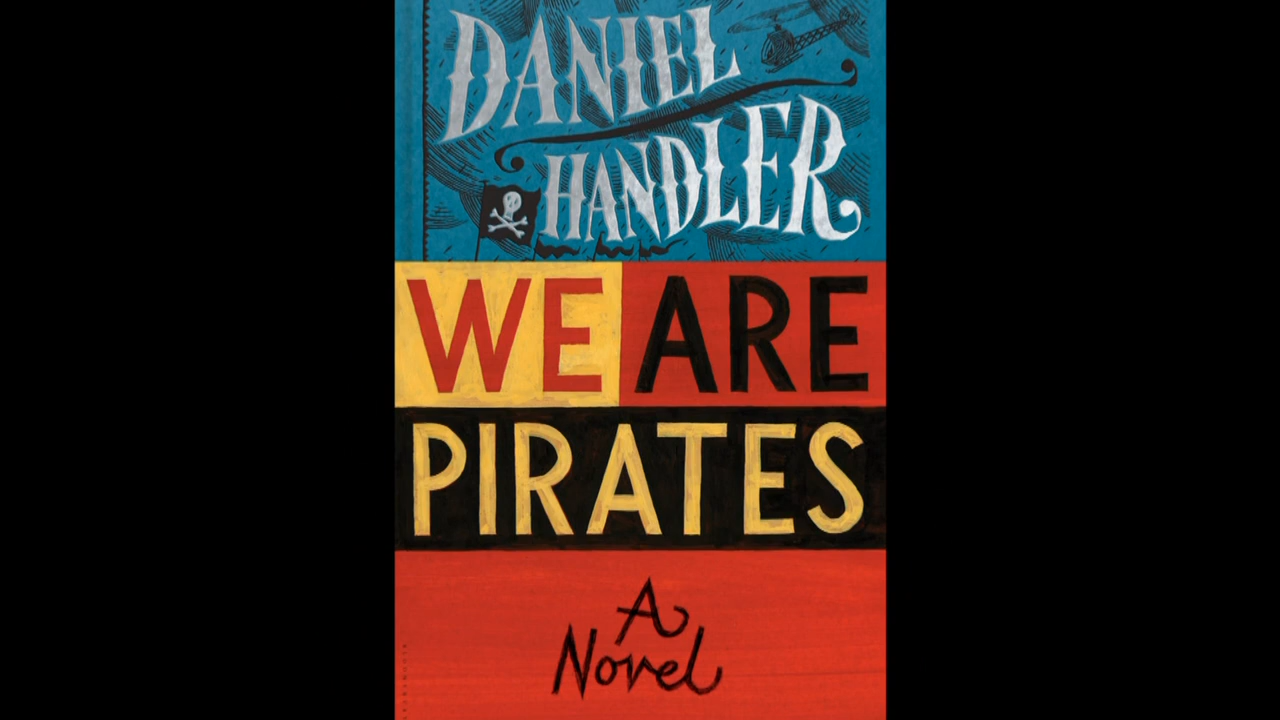 DANIEL
HANDLER
WE ARE
PIRATES
A
Novel